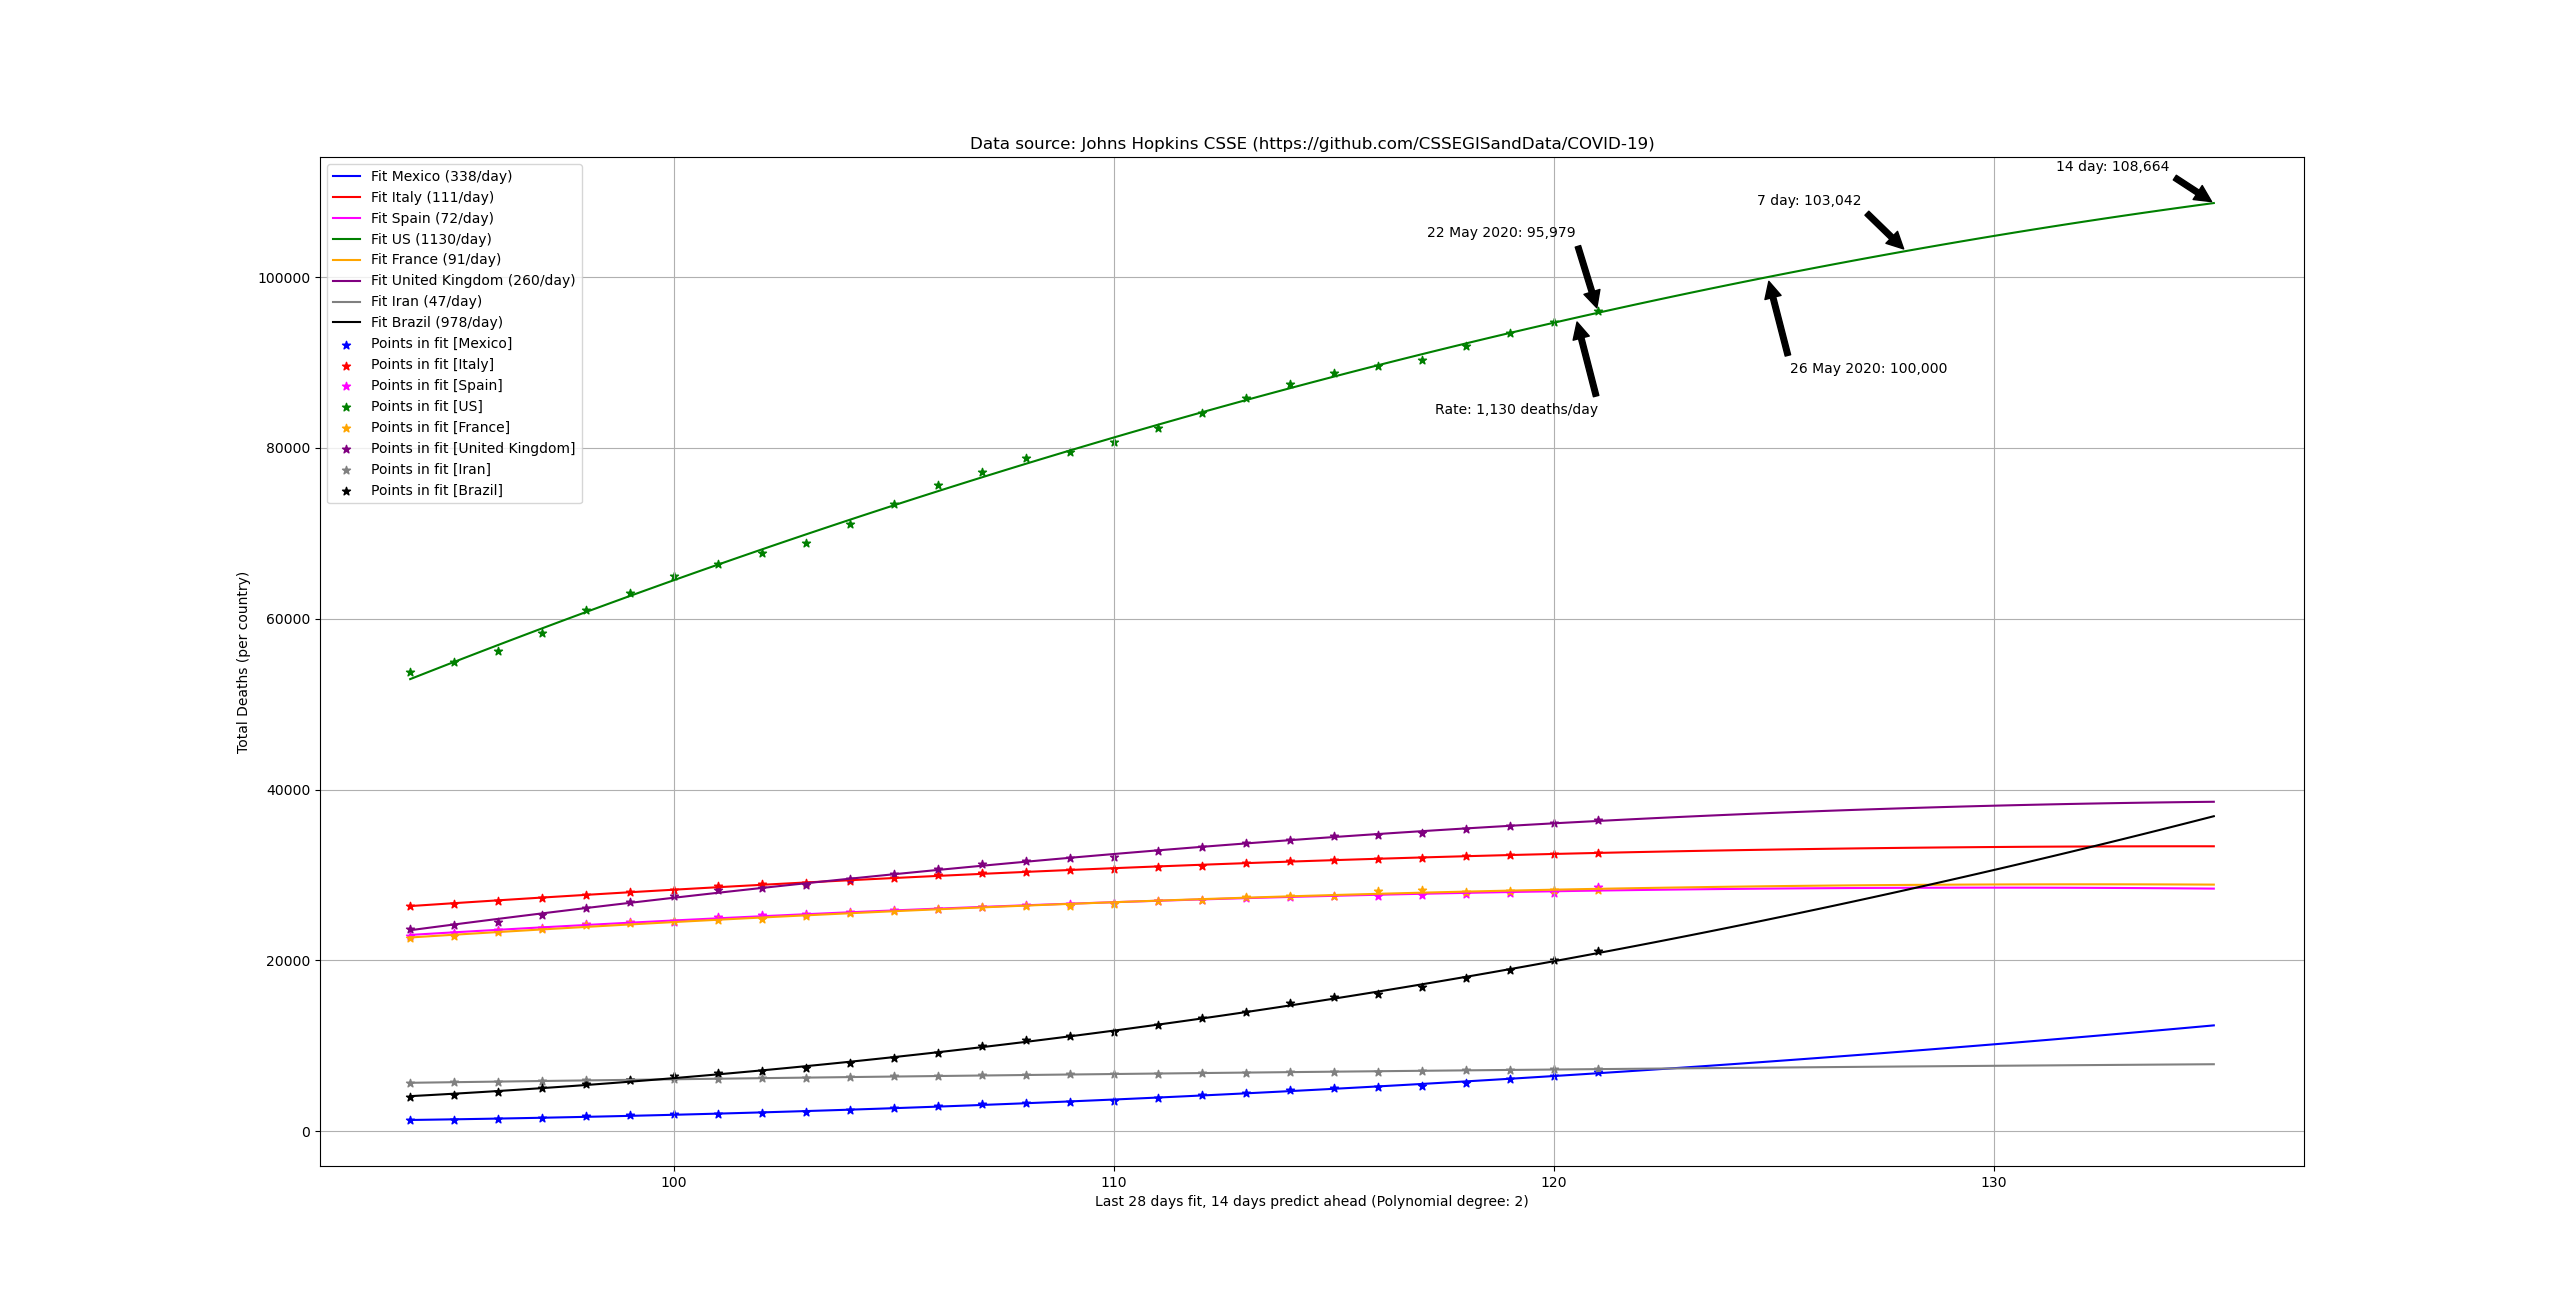 Data source: Johns Hopkins CSSE (https://github.com/CSSEGISandData/COVID-19)
Fit Mexico (338/day)
Fit Italy (111/day)
Fit Spain (72/day)
Fit US (1130/day)
Fit France (91/day)
Fit United Kingdom (260/day)
Fit Iran (47/day)
Fit Brazil (978/day)
Points in fit [Mexico]
Points in fit [Italy]
Points in fit [Spain]
Points in fit [US]
Points in fit [France]
Points in fit [United Kingdom]
Points in fit [Iran]
Points in fit [Brazil]
14 day: 108,664
7 day: 103,042
22 May 2020: 95,979
26 May 2020: 100,000
Rate: 1,130 deaths/day
Total Deaths (per country)
100000
80000
60000
40000
20000
0
100
110
120
130
Last 28 days fit, 14 days predict ahead (Polynomial degree: 2)